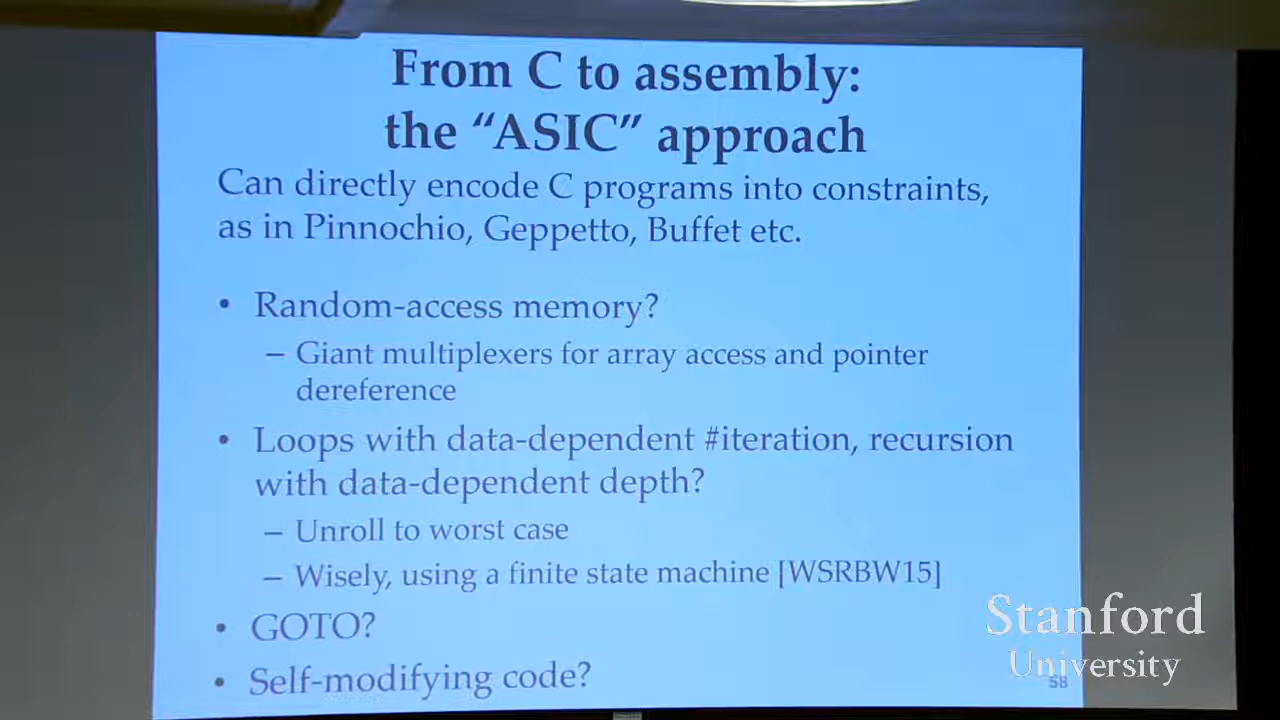 From C to assembly:
the “ASIC” approach
Can directly encode C programs into constraints,
as in Pinnochio, Geppetto, Buffet etc.
• Random-access memory?
– Giant multiplexers for array access and pointer
dereference
• Loops with data-dependent #iteration, recursion
with data-dependent depth?
– Unroll to worst case
– Wisely, using a finite state machine [WSRBW15]
• GOTO?
• Self-modifying code?
58
Stanford
University